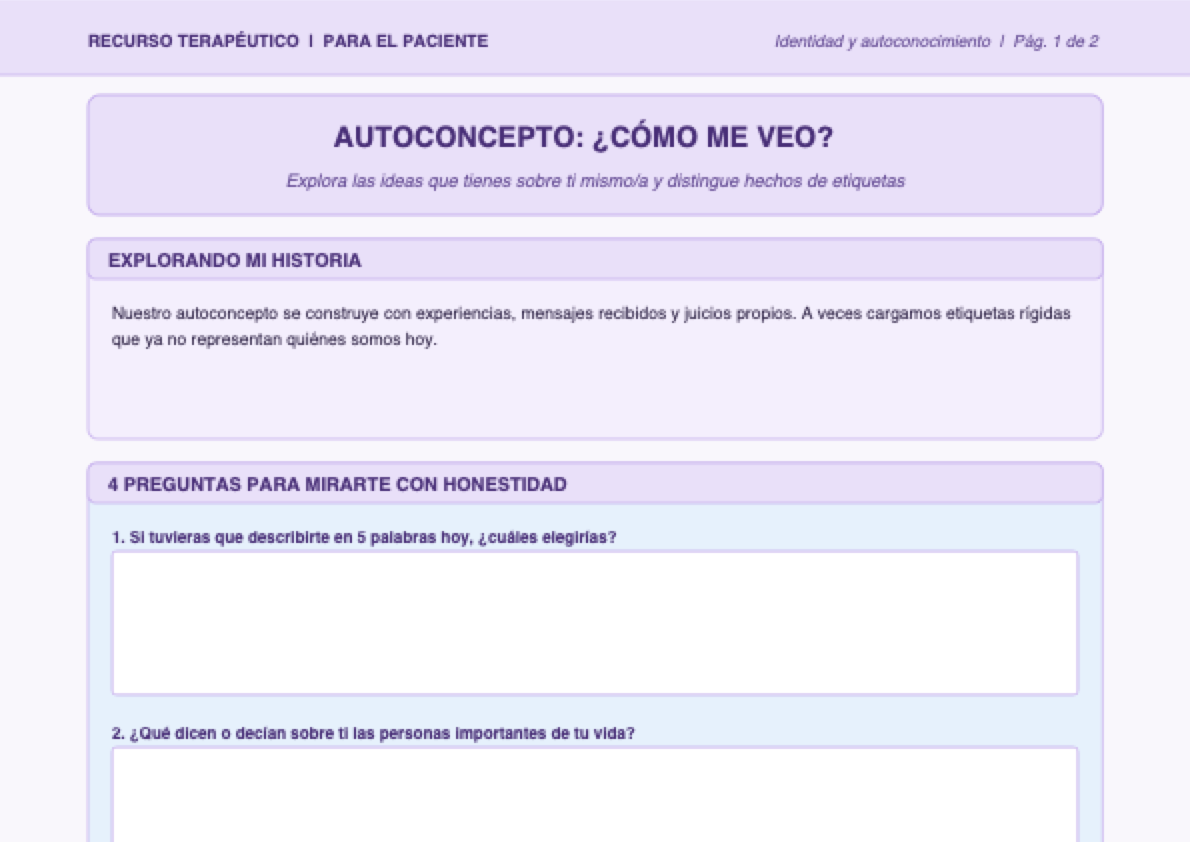 RECURSO TERAPÉUTICO | PARA EL PACIENTE
Identidad y autoconocimiento | Pág. 1 de 2
AUTOCONCEPTO: ¿CÓMO ME VEO?
Explora las ideas que tienes sobre ti mismo/a y distingue hechos de etiquetas
EXPLORANDO MI HISTORIA
Nuestro autoconcepto se construye con experiencias, mensajes recibidos y juicios propios. A veces cargamos etiquetas rígidas
que ya no representan quiénes somos hoy.
4 PREGUNTAS PARA MIRARTE CON HONESTIDAD
1. Si tuvieras que describirte en 5 palabras hoy, ¿cuáles elegirías?
2. ¿Qué dicen o decían sobre ti las personas importantes de tu vida?